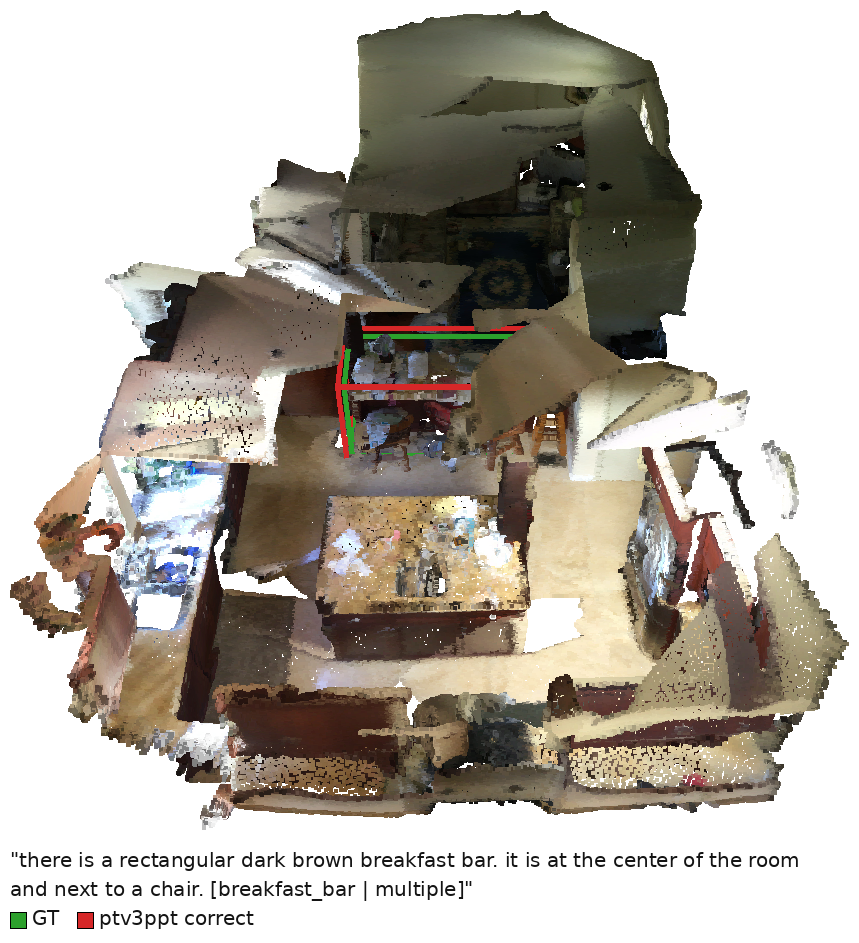 "there is a rectangular dark brown breakfast bar. it is at the center of the room
and next to a chair. [breakfast_bar | multiple]"
GT ptv3ppt correct